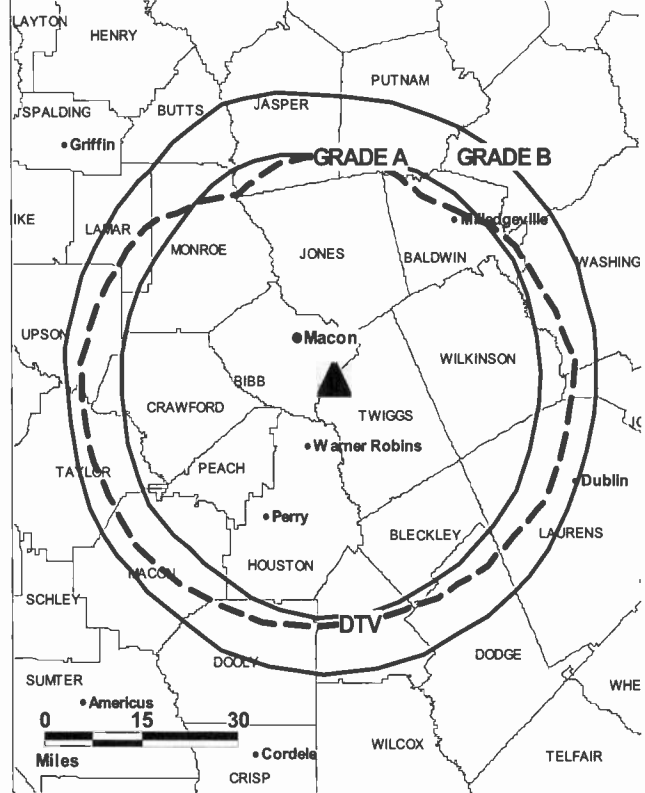 LAYTON
HENRY
PUTNAM
SPALDING
BUTTS
JASPER
Griffin
GRADE A
GRADE B
IKE
LAMAR
Milledgeville
MONROE
JONES
BALDWIN
WASHING
UPSON
Macon
WILKINSON
BIBB
CRAWFORD
TWIGGS
JO
Warner Robins
TAYLOR
PEACH
Dublin
Perry
BLECKLEY
LAURENS
HOUSTON
MACON
SCHLEY
DTV
DOOLY
DODGE
SUMTER
WHE
Americus
0 15 30
Miles
WILCOX
Cordele
TELFAIR
CRISP